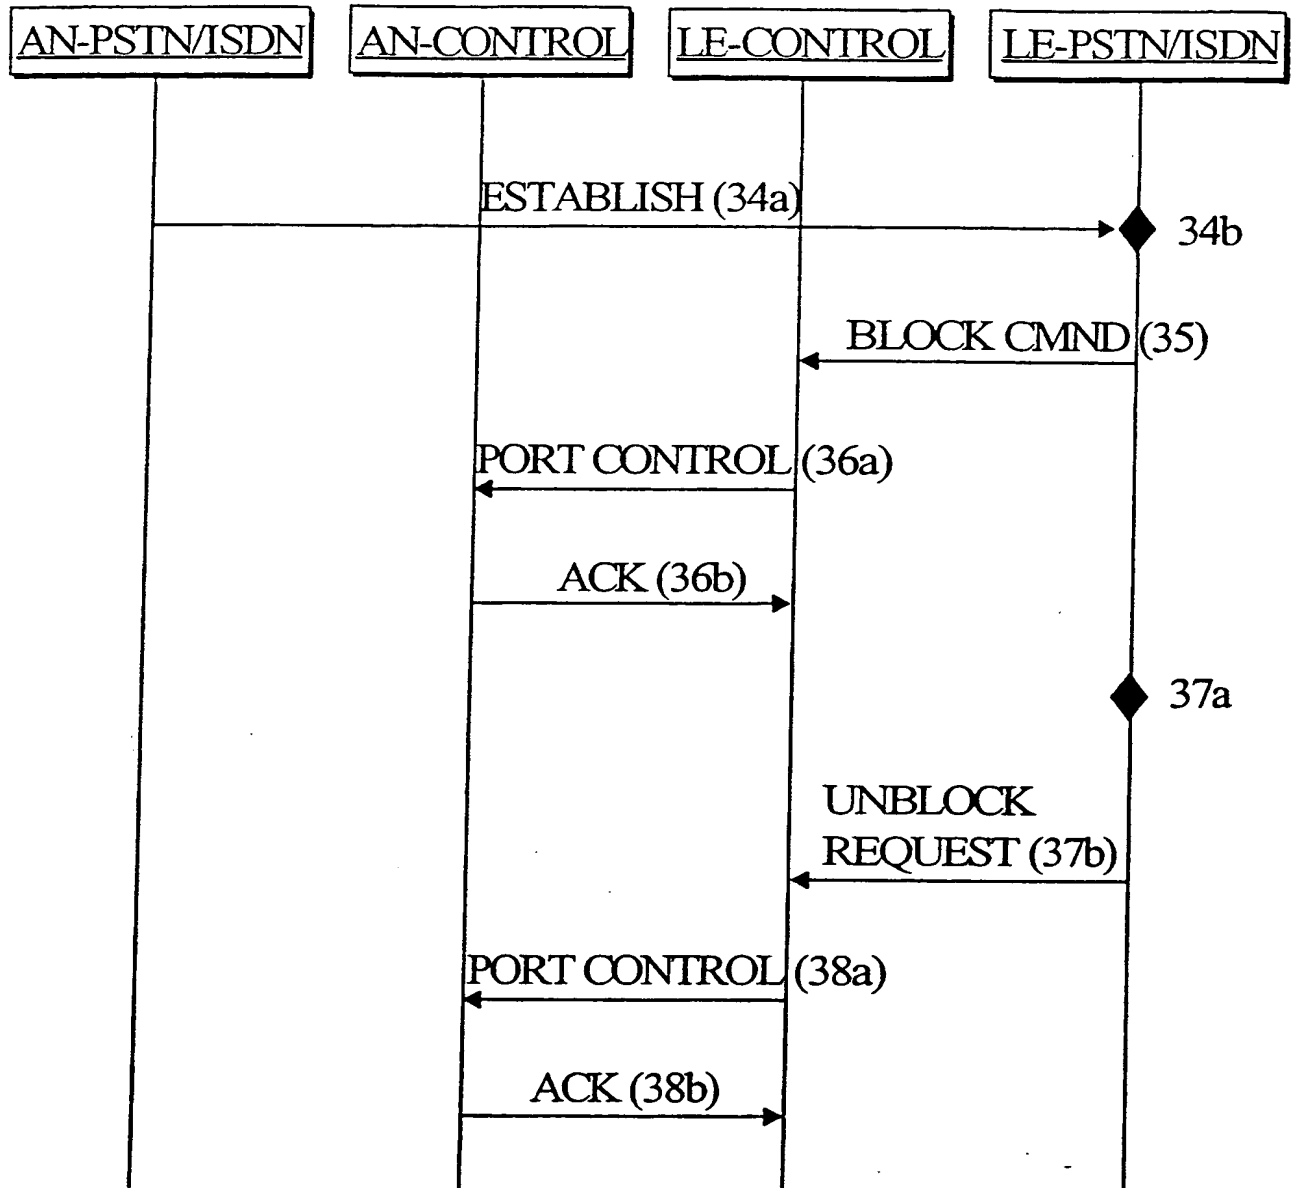 AN-PSTN/ISDN
AN-CONTROL
LE-CONTROL
LE-PSTN/ISDN
ESTABLISH (34a)
34b
BLOCK CMND (35)
PORT CONTROL (36a)
ACK (36b)
37a
UNBLOCK
REQUEST (37b)
PORT CONTROL (38a)
ACK (38b)